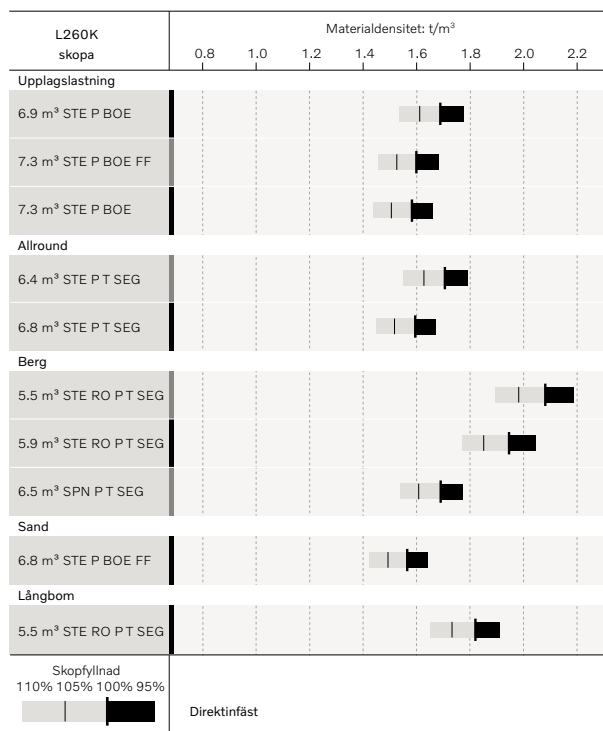 L260K
skopa
Materialdensitet: t/m³
0.8 1.0 1.2 1.4 1.6 1.8 2.0 2.2
Upplagslastning
6.9 m³ STE P BOE
7.3 m³ STE P BOE FF
7.3 m³ STE P BOE
Allround
6.4 m³ STE P T SEG
6.8 m³ STE P T SEG
Berg
5.5 m³ STE RO P T SEG
5.9 m³ STE RO P T SEG
6.5 m³ SPN P T SEG
Sand
6.8 m³ STE P BOE FF
Långbom
5.5 m³ STE RO P T SEG
Skopfyllnad
110% 105% 100% 95%
Direktinfäst